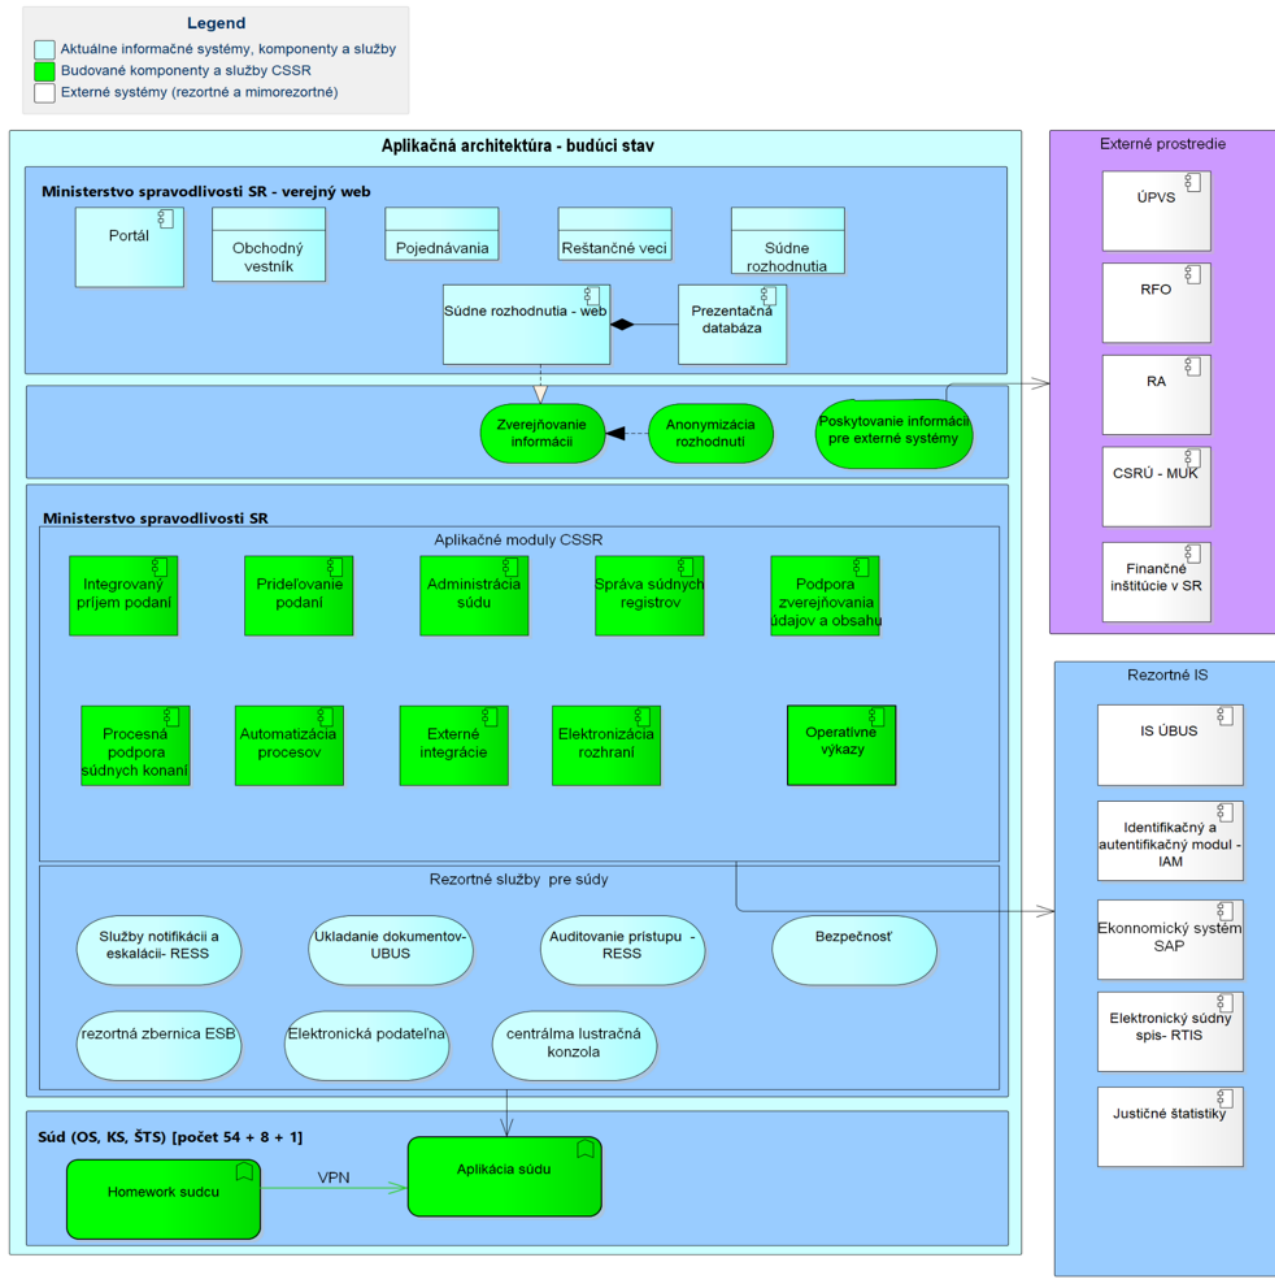 Legend
Aktuálne informačné systémy, komponenty a služby
Budované komponenty a služby CSSR
Externé systémy (rezortné a mimorezortné)
Aplikačná architektúra - budúci stav
Ministerstvo spravodlivosti SR - verejný web
Portál
Obchodný
vestník
Pojednávania
Reštančné veci
Súdne
rozhodnutia
Súdne rozhodnutia - web
Prezentačná
databáza
Zverejňovanie
informácii
Anonymizácia
rozhodnutí
Poskytovanie informácii
pre externé systémy
Ministerstvo spravodlivosti SR
Aplikačné moduly CSSR
Integrovaný
príjem podaní
Prideľovanie
podaní
Administrácia
súdu
Správa súdnych
registrov
Podpora
zverejňovania
údajov a obsahu
Procesná
podpora
súdnych konaní
Automatizácia
procesov
Externé
integrácie
Elektronizácia
rozhraní
Operatívne
výkazy
Rezortné služby pre súdy
Služby notifikácii a
eskalácii- RESS
Ukladanie dokumentov-
UBUS
Auditovanie prístupu -
RESS
Bezpečnosť
rezortná zbernica ESB
Elektronická podateľna
centrálma lustračná
konzola
Súd (OS, KS, ŠTS) [počet 54 + 8 + 1]
Homework sudcu
VPN
Aplikácia súdu
Externé prostredie
ÚPVS
RFO
RA
CSRÚ - MUK
Finančné
inštitúcie v SR
Rezortné IS
IS ÚBUS
Identifikačný a
autentifikačný modul -
IAM
Ekonnomický systém
SAP
Elektronický súdny
spis- RTIS
Justičné štatistiky